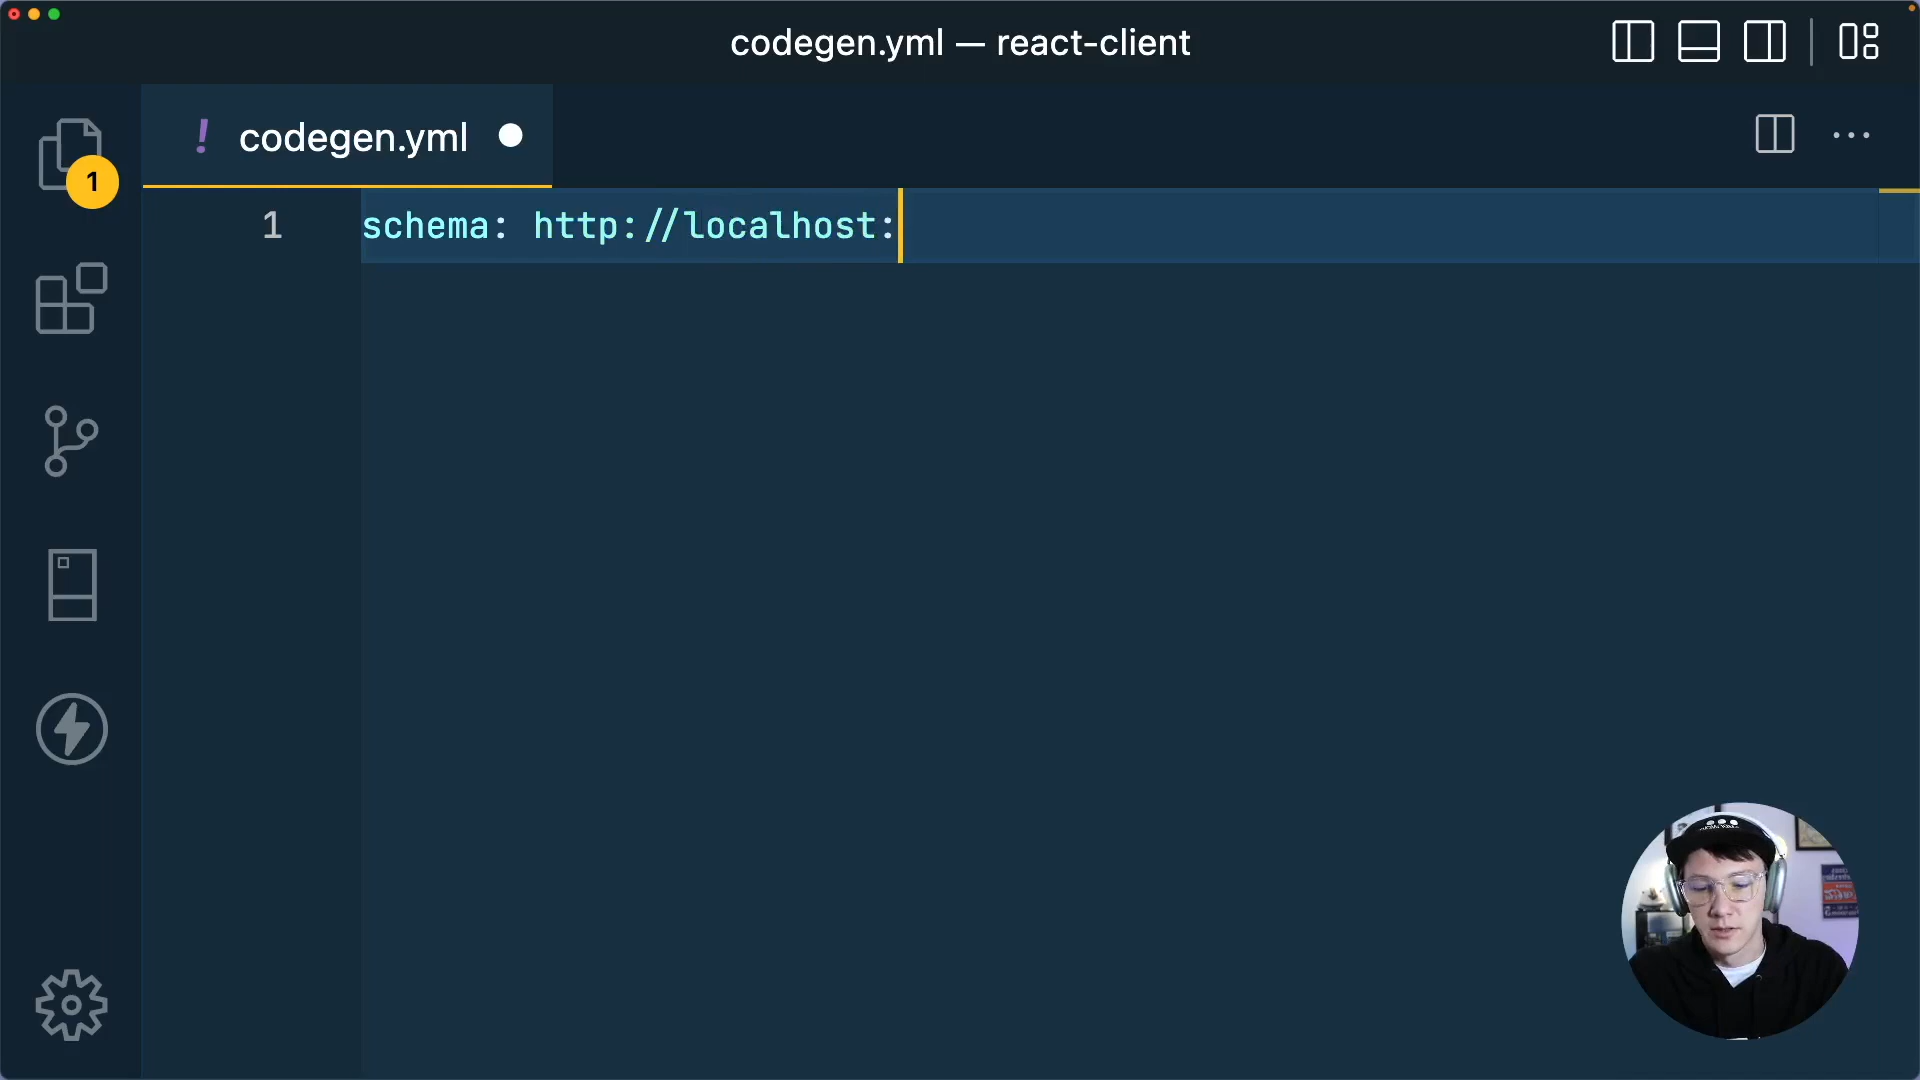 codegen.yml — react-client
! codegen.yml
1
1 schema: http://localhost: